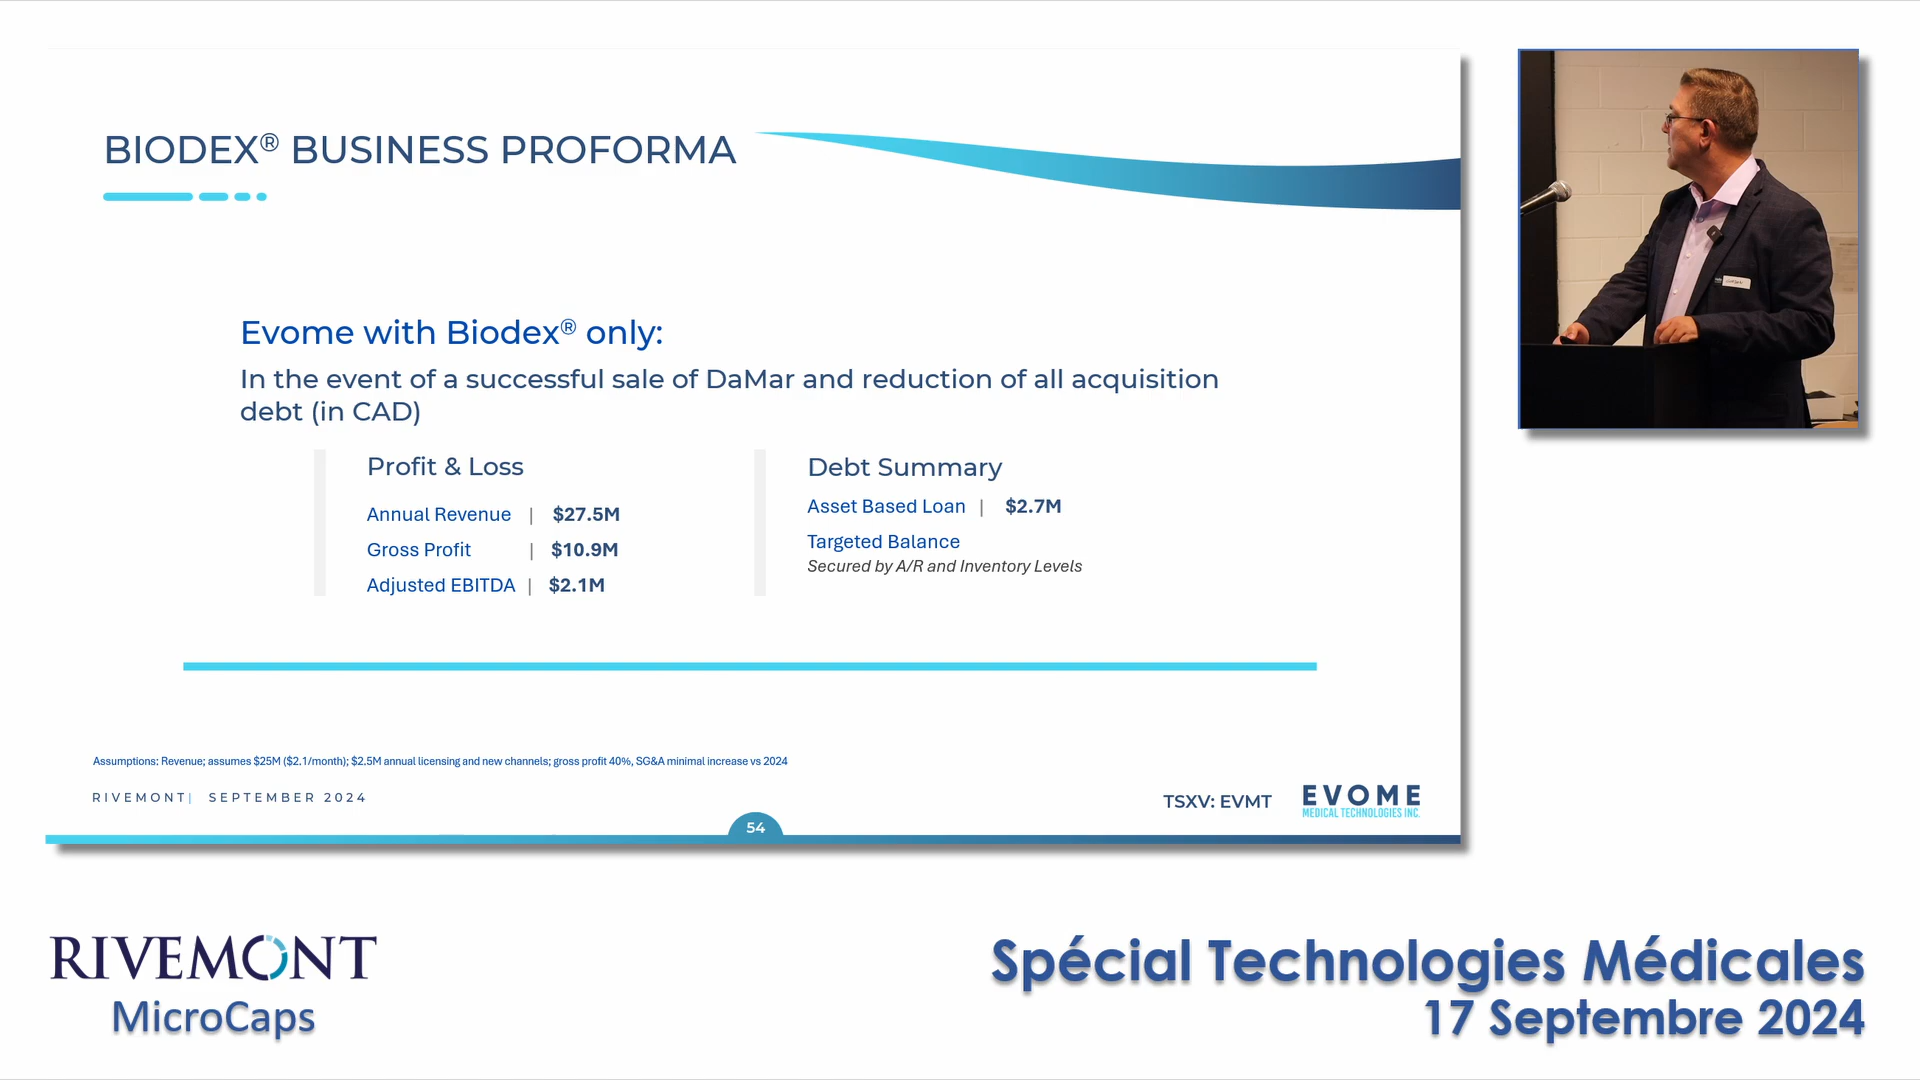 BIODEX® BUSINESS PROFORMA
Evome with Biodex® only:
In the event of a successful sale of DaMar and reduction of all acquisition
debt (in CAD)
Profit & Loss
Annual Revenue | $27.5M
Gross Profit | $10.9M
Adjusted EBITDA | $2.1M
Debt Summary
Asset Based Loan | $2.7M
Targeted Balance
Secured by A/R and Inventory Levels
Assumptions: Revenue; assumes $25M ($2.1/month); $2.5M annual licensing and new channels; gross profit 40%, SG&A minimal increase vs 2024
RIVEMONT| SEPTEMBER 2024
54
TSXV: EVMT
EVOME
MEDICAL TECHNOLOGIES INC.
RIVEMONT
MicroCaps
Spécial Technologies Médicales
17 Septembre 2024